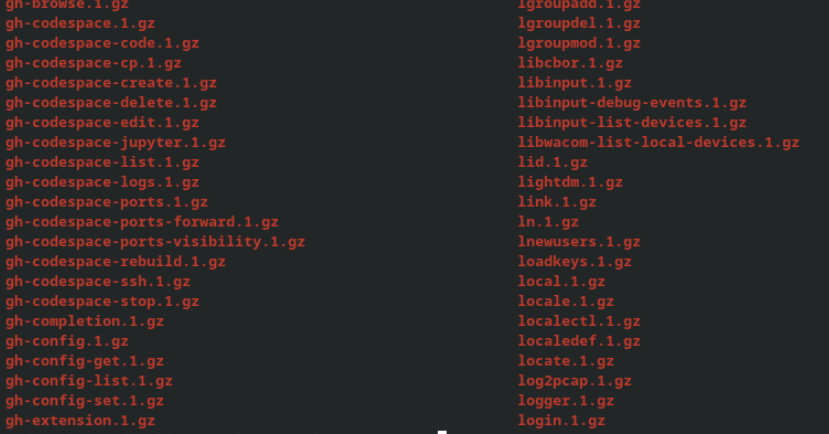 gh-browse.1.gz lgroupadd.1.gz
gh-codespace.1.gz lgroupdel.1.gz
gh-codespace-code.1.gz lgroupmod.1.gz
gh-codespace-cp.1.gz libcbor.1.gz
gh-codespace-create.1.gz libinput.1.gz
gh-codespace-delete.1.gz libinput-debug-events.1.gz
gh-codespace-edit.1.gz libinput-list-devices.1.gz
gh-codespace-jupyter.1.gz libwacom-list-local-devices.1.gz
gh-codespace-list.1.gz lid.1.gz
gh-codespace-logs.1.gz lightdm.1.gz
gh-codespace-ports.1.gz link.1.gz
gh-codespace-ports-forward.1.gz ln.1.gz
gh-codespace-ports-visibility.1.gz lnewusers.1.gz
gh-codespace-rebuild.1.gz loadkeys.1.gz
gh-codespace-ssh.1.gz local.1.gz
gh-codespace-stop.1.gz locale.1.gz
gh-completion.1.gz localectl.1.gz
gh-config.1.gz localedef.1.gz
gh-config-get.1.gz locate.1.gz
gh-config-list.1.gz log2pcap.1.gz
gh-config-set.1.gz logger.1.gz
gh-extension.1.gz login.1.gz